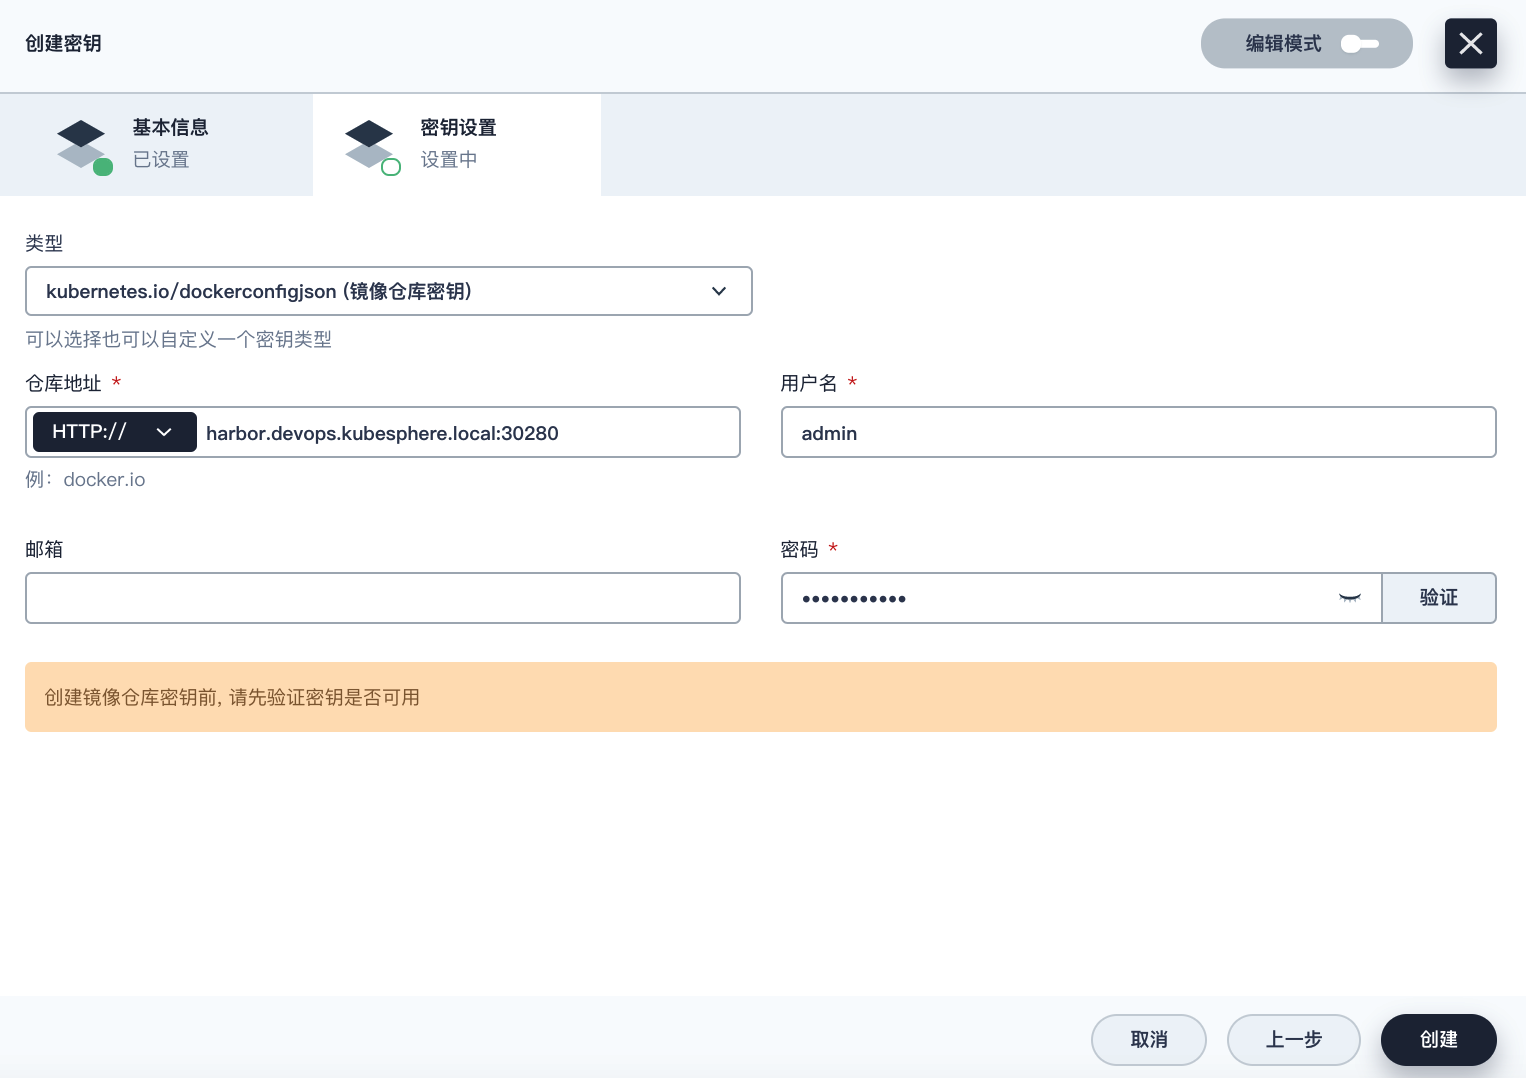 创建密钥
编辑模式
基本信息
已设置
密钥设置
设置中
类型
kubernetes.io/dockerconfigjson (镜像仓库密钥)
可以选择也可以自定义一个密钥类型
仓库地址 *
用户名 *
HTTP:// harbor.devops.kubesphere.local:30280
admin
例：docker.io
邮箱
密码 *
•••••••••••
验证
创建镜像仓库密钥前, 请先验证密钥是否可用
取消
上一步
创建